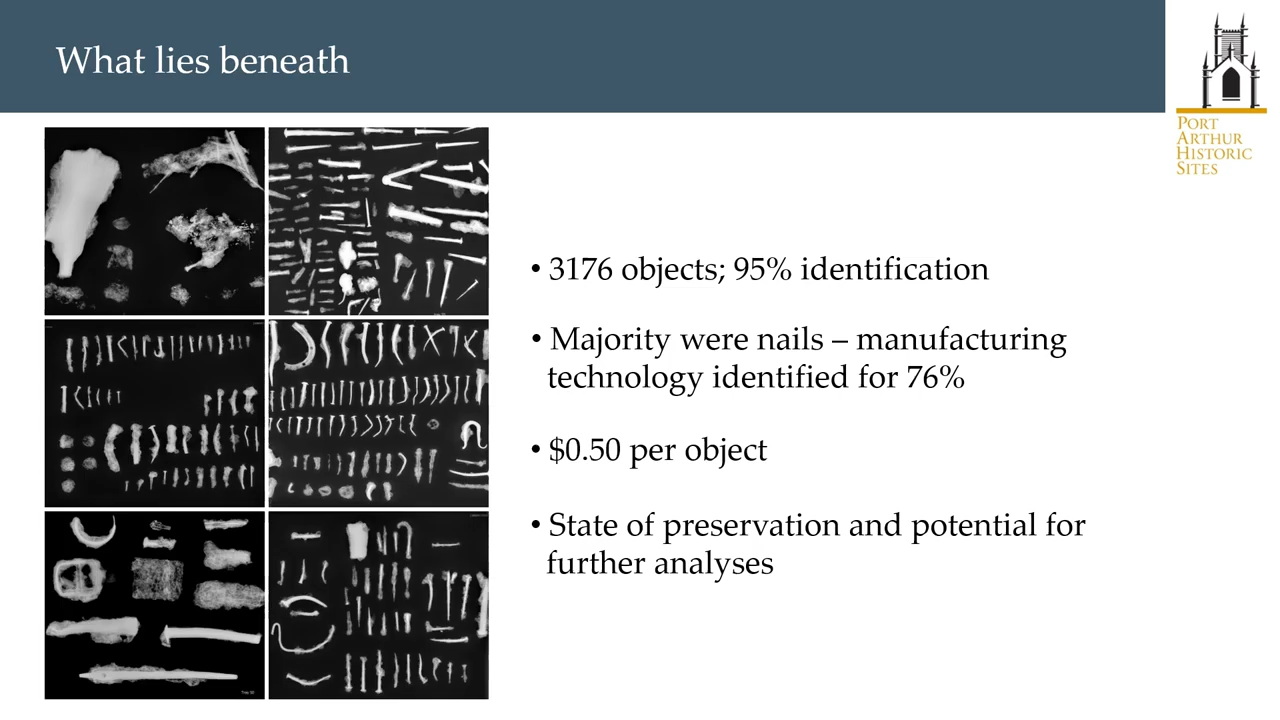 What lies beneath
PORT
ARTHUR
HISTORIC
SITES
• 3176 objects; 95% identification
• Majority were nails – manufacturing
technology identified for 76%
• $0.50 per object
• State of preservation and potential for
further analyses